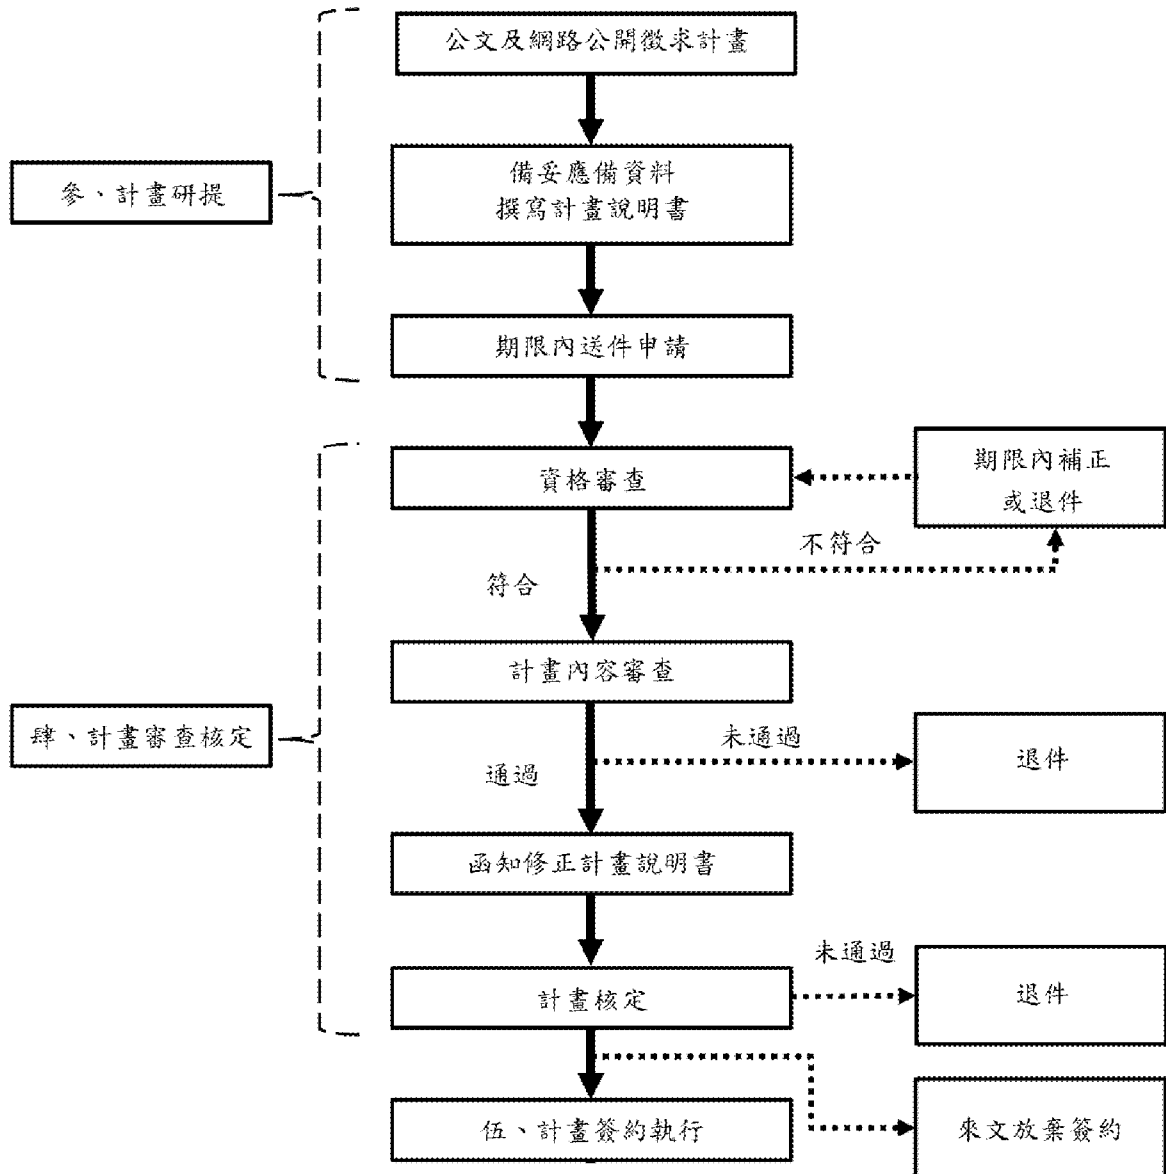 公文及網路公開徵求計畫
參、計畫研提
備妥應備資料
撰寫計畫說明書
期限內送件申請
資格審查
期限內補正
或退件
不符合
符合
計畫內容審查
肆、計畫審查核定
未通過
退件
通過
函知修正計畫說明書
未通過
計畫核定
退件
伍、計畫簽約執行
來文放棄簽約